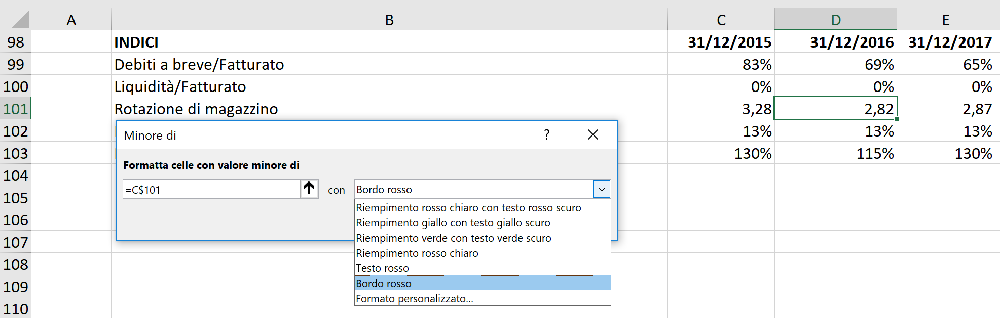 A B C D E
98 INDICI 31/12/2015 31/12/2016 31/12/2017
99 Debiti a breve/Fatturato 83% 69% 65%
100 Liquidità/Fatturato 0% 0% 0%
101 Rotazione di magazzino 3,28 2,82 2,87
102 13% 13% 13%
103 130% 115% 130%
104
105
106
107
108
109
110
Minore di ?
Formatta celle con valore minore di
=C$101 con Bordo rosso
Riempimento rosso chiaro con testo rosso scuro
Riempimento giallo con testo giallo scuro
Riempimento verde con testo verde scuro
Riempimento rosso chiaro
Testo rosso
Bordo rosso
Formato personalizzato...